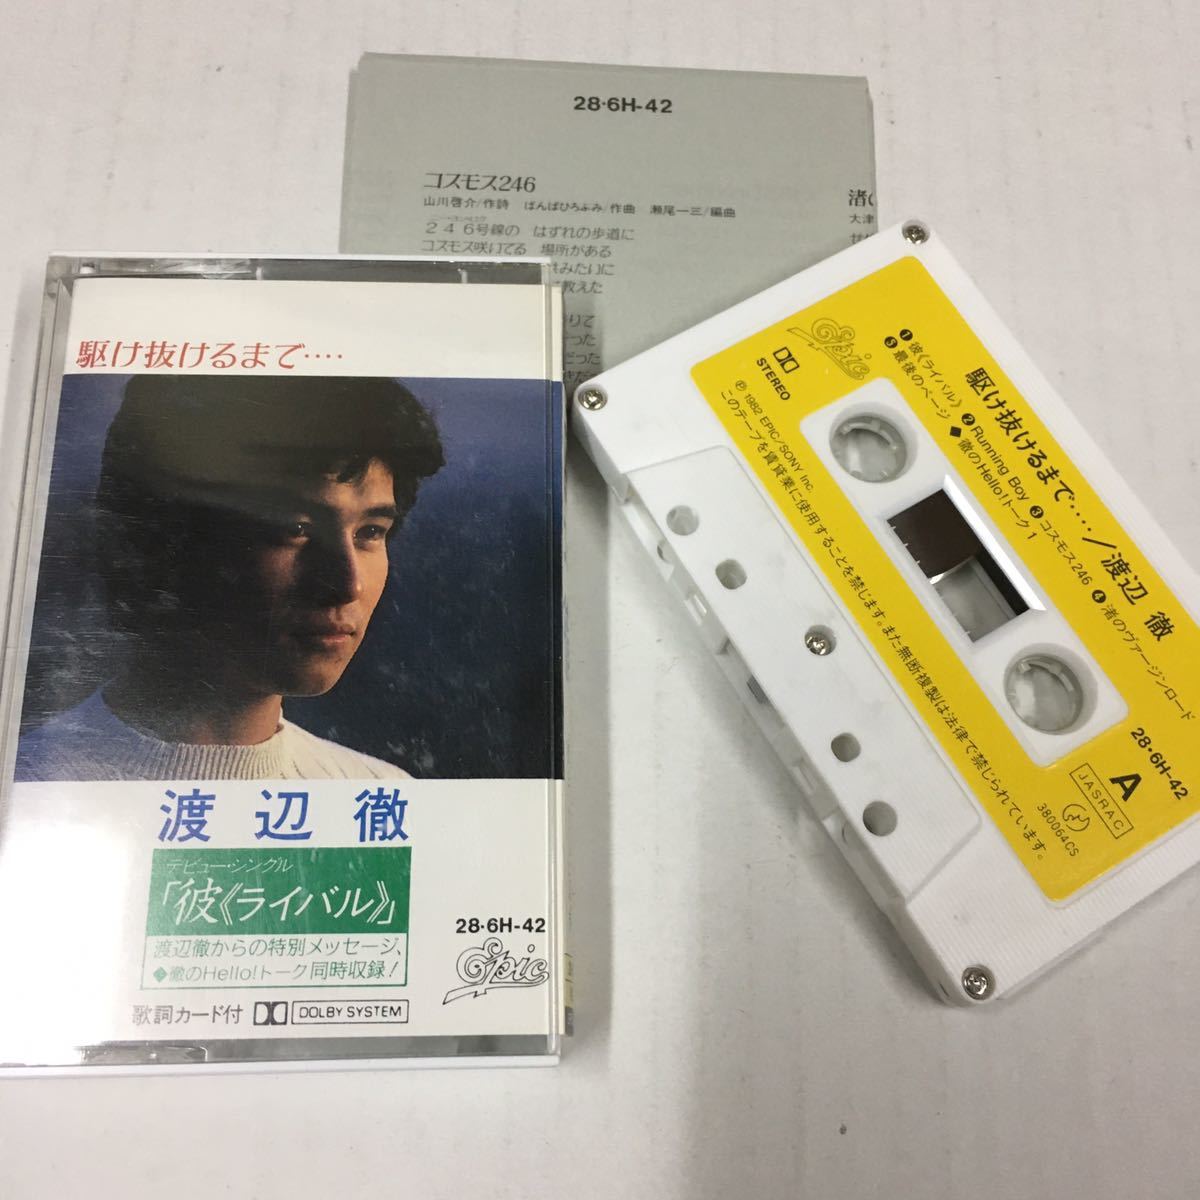 28・6H-42
コスモス246
山川啓介/作詩 ばんばひろふみ/作曲 瀬尾一三/編曲
246号線の はずれの歩道に
コスモス咲いてる 場所がある
みたいに
教えた
大津
駆け抜けるまで‥‥
渡辺徹
デビュー・シングル
「彼《ライバル》」
渡辺徹からの特別メッセージ、
◆徹のHello!トーク同時収録!
28・6H-42
Epic
歌詞カード付 DOLBY SYSTEM
Epic
STEREO
駆け抜けるまで‥‥‥/渡辺 徹
❶彼《ライバル》 ❷Running Boy ❸コスモス246 ❹渚のヴァージンロード
❺最後のページ ◆徹のHello!トーク1
28・6H-42
A
JASRAC
380064CS
Ⓟ1982 EPIC/SONY Inc.
このテープを賃貸業に使用することを禁じます。また無断複製は法律で禁じられています。